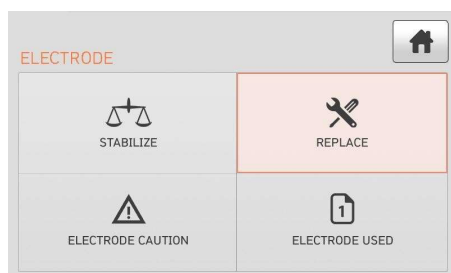 ELECTRODE
STABILIZE
REPLACE
ELECTRODE CAUTION
1
ELECTRODE USED